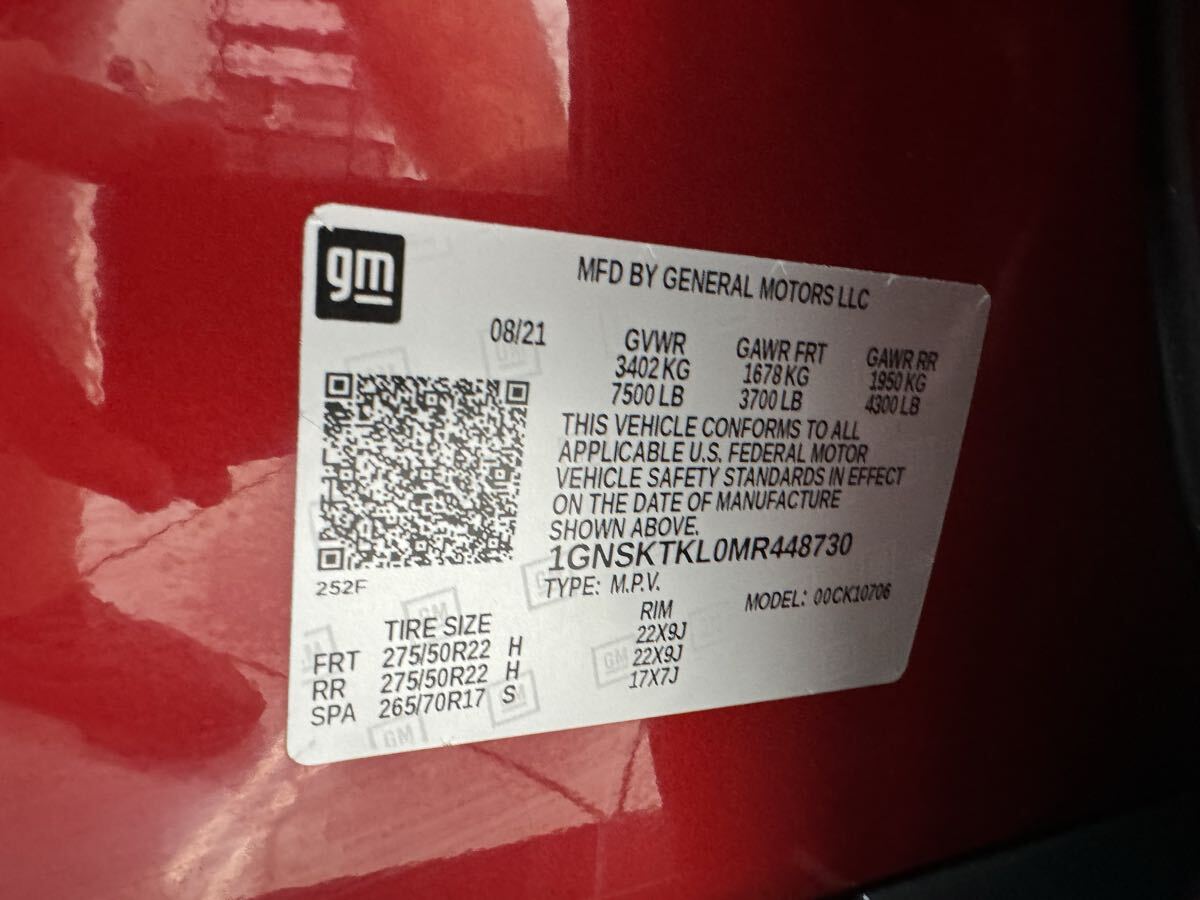 gm
MFD BY GENERAL MOTORS LLC
08/21 GVWR GAWR FRT GAWR RR
3402 KG 1678 KG 1950 KG
7500 LB 3700 LB 4300 LB
THIS VEHICLE CONFORMS TO ALL
APPLICABLE U.S. FEDERAL MOTOR
VEHICLE SAFETY STANDARDS IN EFFECT
ON THE DATE OF MANUFACTURE
SHOWN ABOVE.
1GNSKTKL0MR448730
252F
TYPE: M.P.V. MODEL: 00CK10706
TIRE SIZE RIM
FRT 275/50R22 H 22X9J
RR 275/50R22 H 22X9J
SPA 265/70R17 S 17X7J